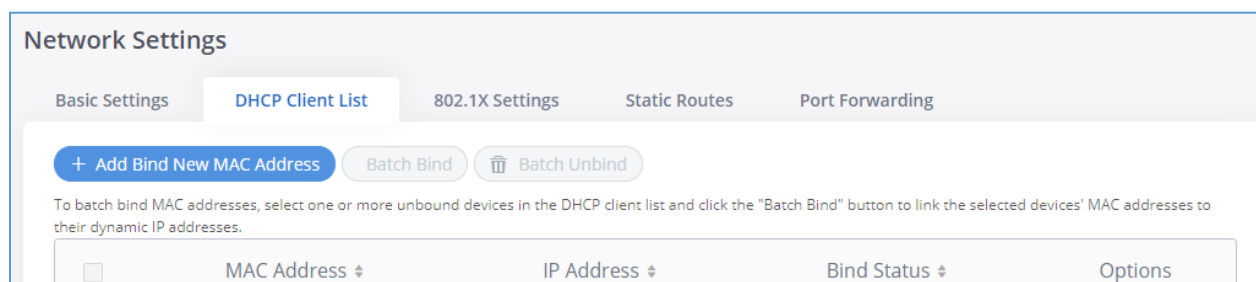 Network Settings
Basic Settings DHCP Client List 802.1X Settings Static Routes Port Forwarding
+ Add Bind New MAC Address Batch Bind Batch Unbind
To batch bind MAC addresses, select one or more unbound devices in the DHCP client list and click the "Batch Bind" button to link the selected devices' MAC addresses to
their dynamic IP addresses.
MAC Address IP Address Bind Status Options